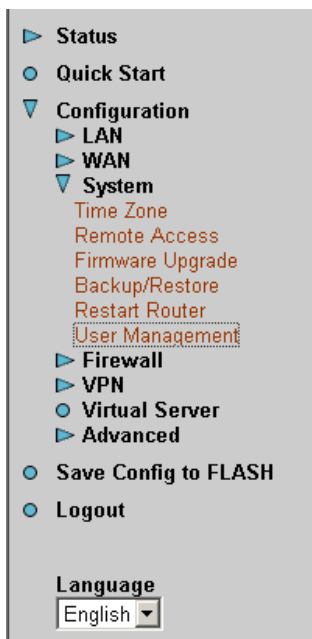 Status
Quick Start
Configuration
LAN
WAN
System
Time Zone
Remote Access
Firmware Upgrade
Backup/Restore
Restart Router
User Management
Firewall
VPN
Virtual Server
Advanced
Save Config to FLASH
Logout
Language
English